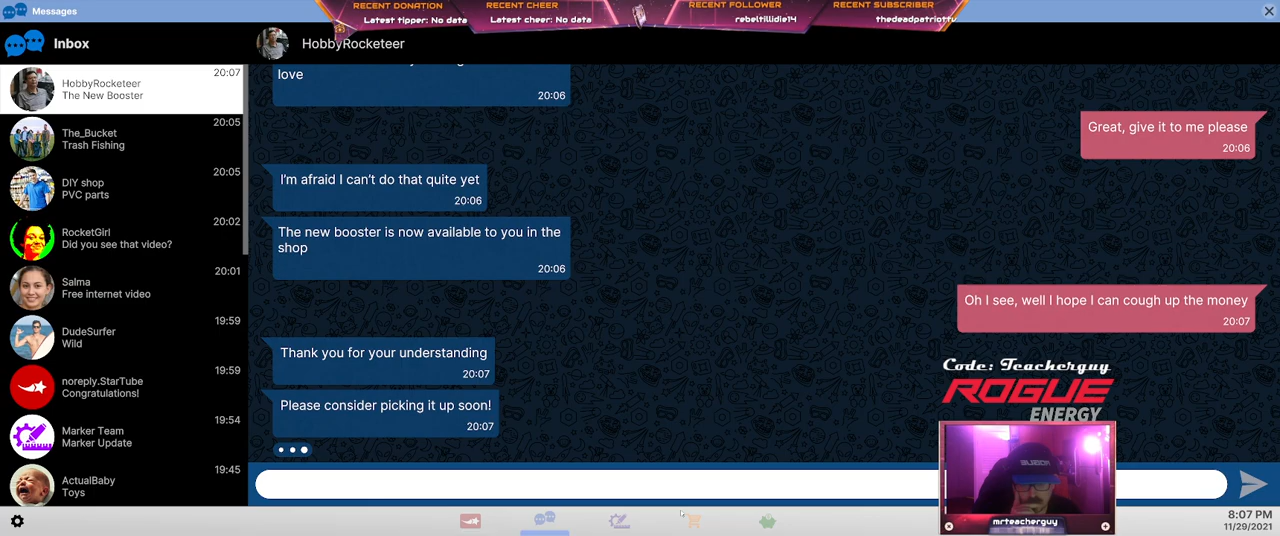 Messages
RECENT DONATION
Latest tipper: No data
RECENT CHEER
Latest cheer: No data
RECENT FOLLOWER
rebeltillidie14
RECENT SUBSCRIBER
thedeadpatriottv
Inbox
HobbyRocketeer
HobbyRocketeer
The New Booster
20:07
The_Bucket
Trash Fishing
20:05
DIY shop
PVC parts
20:05
RocketGirl
Did you see that video?
20:02
Salma
Free internet video
20:01
DudeSurfer
Wild
19:59
noreply.StarTube
Congratulations!
19:59
Marker Team
Marker Update
19:54
ActualBaby
Toys
19:45
love
20:06
Great, give it to me please
20:06
I'm afraid I can't do that quite yet
20:06
The new booster is now available to you in the
shop
20:06
Oh I see, well I hope I can cough up the money
20:07
Thank you for your understanding
20:07
Please consider picking it up soon!
20:07
Code: Teacherguy
ROGUE
ENERGY
mrteacherguy
8:07 PM
11/29/2021